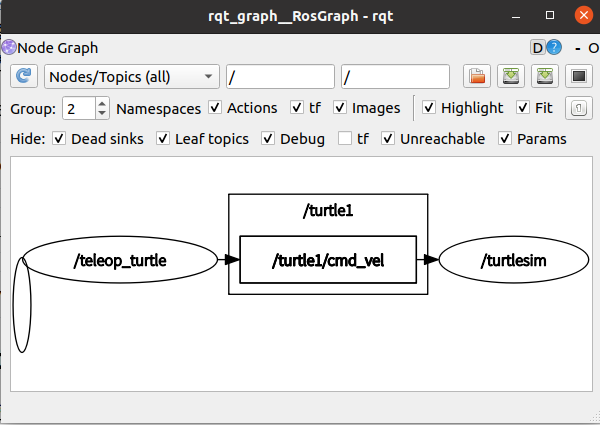 rqt_graph__RosGraph - rqt
Node Graph D ? - O
Nodes/Topics (all) / /
Group: 2 Namespaces Actions tf Images Highlight Fit
Hide: Dead sinks Leaf topics Debug tf Unreachable Params
/turtle1
/teleop_turtle /turtle1/cmd_vel /turtlesim